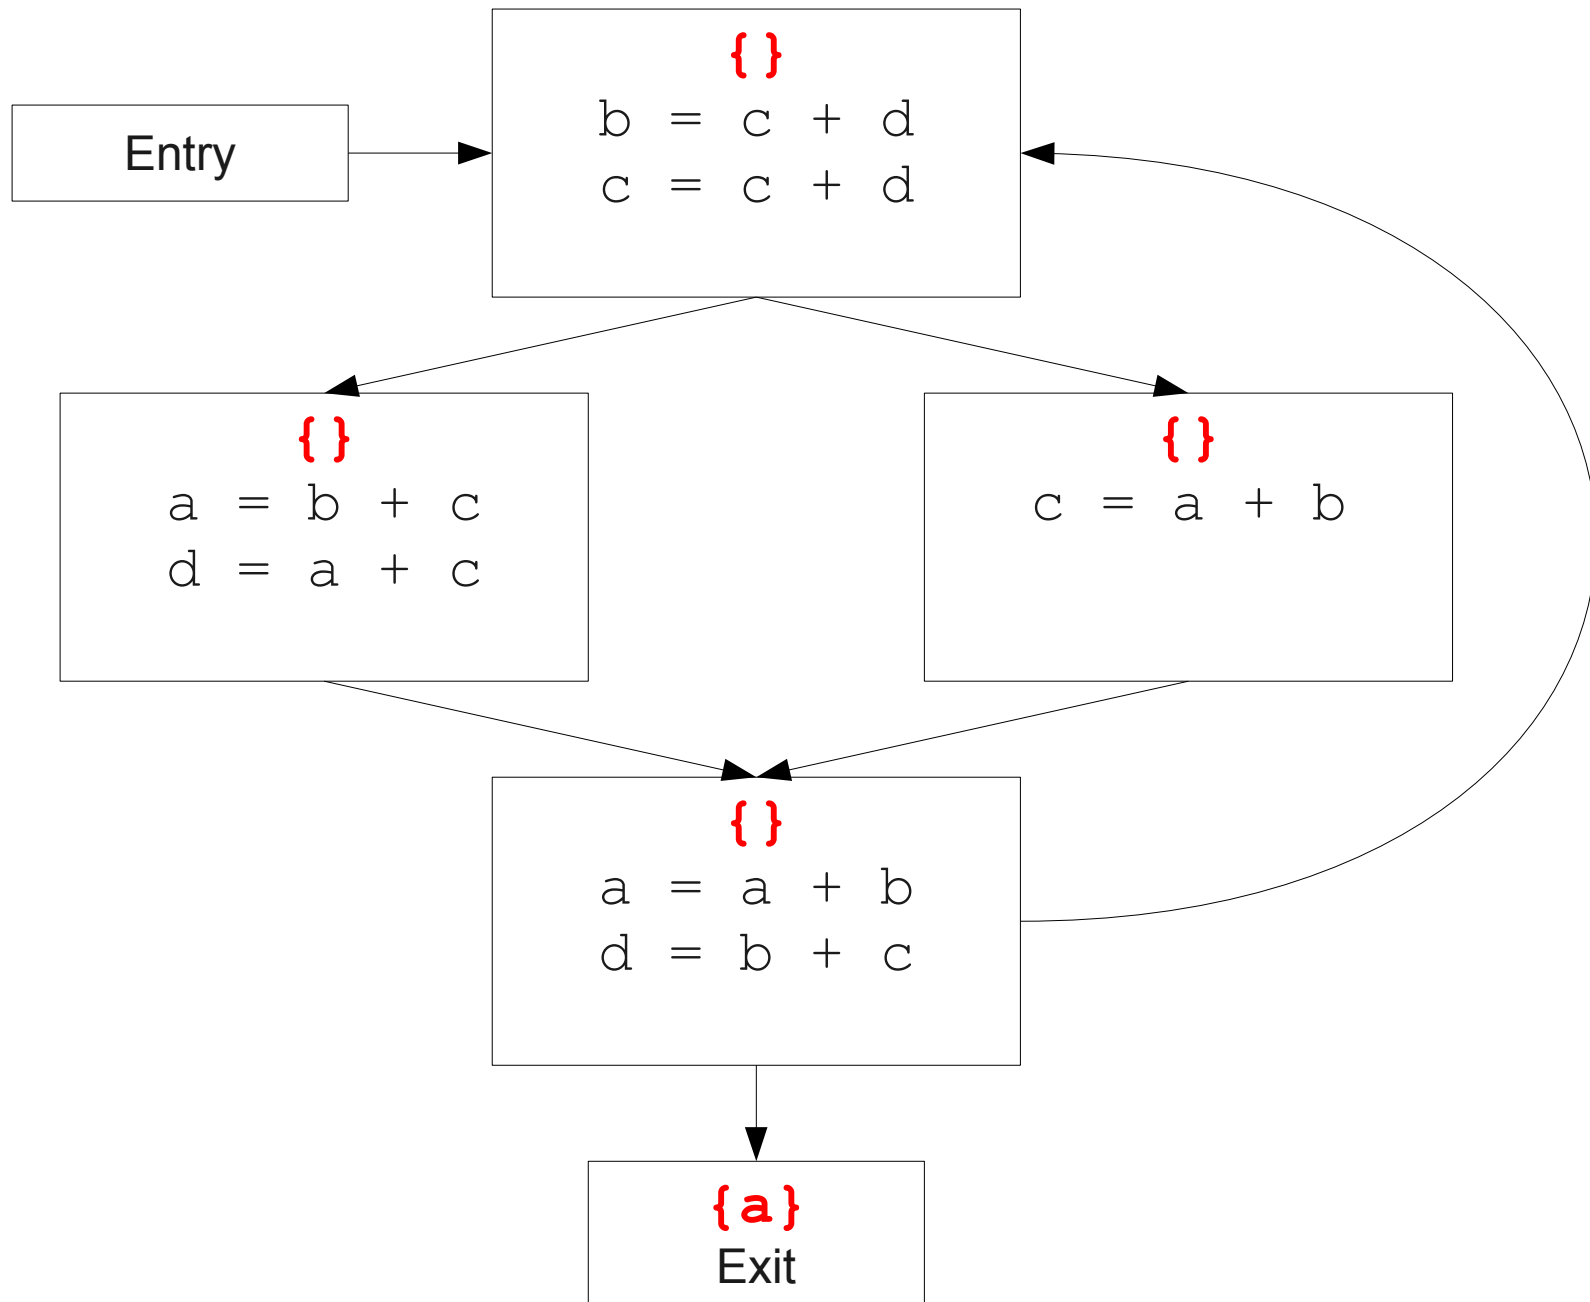 { }
b = c + d
c = c + d
Entry
{ }
a = b + c
d = a + c
{ }
c = a + b
{ }
a = a + b
d = b + c
{a}
Exit